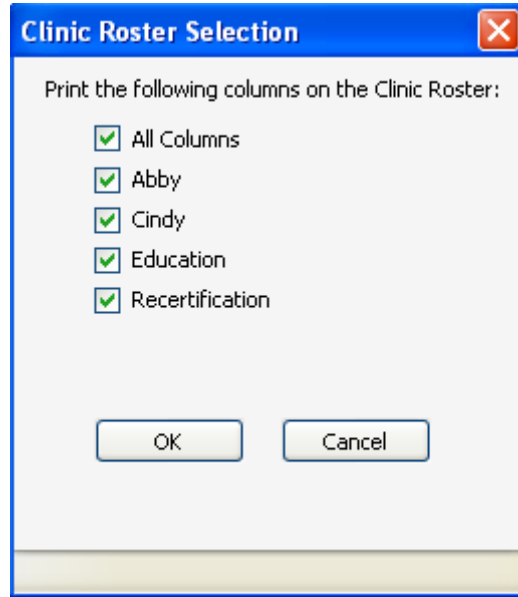 Clinic Roster Selection
Print the following columns on the Clinic Roster:
All Columns
Abby
Cindy
Education
Recertification
OK Cancel